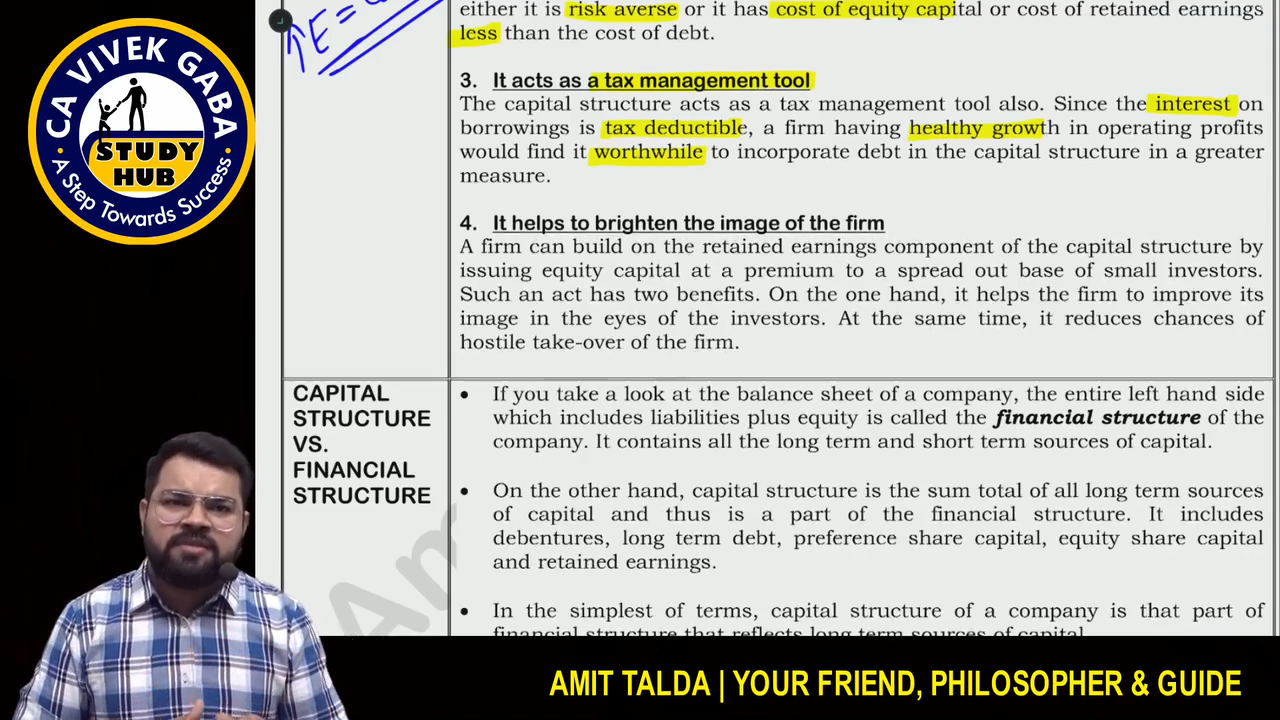 ↑ E =
either it is risk averse or it has cost of equity capital or cost of retained earnings
less than the cost of debt.
3. It acts as a tax management tool
The capital structure acts as a tax management tool also. Since the interest on
borrowings is tax deductible, a firm having healthy growth in operating profits
would find it worthwhile to incorporate debt in the capital structure in a greater
measure.
4. It helps to brighten the image of the firm
A firm can build on the retained earnings component of the capital structure by
issuing equity capital at a premium to a spread out base of small investors.
Such an act has two benefits. On the one hand, it helps the firm to improve its
image in the eyes of the investors. At the same time, it reduces chances of
hostile take-over of the firm.
CAPITAL
STRUCTURE
VS.
FINANCIAL
STRUCTURE
• If you take a look at the balance sheet of a company, the entire left hand side
which includes liabilities plus equity is called the financial structure of the
company. It contains all the long term and short term sources of capital.
• On the other hand, capital structure is the sum total of all long term sources
of capital and thus is a part of the financial structure. It includes
debentures, long term debt, preference share capital, equity share capital
and retained earnings.
• In the simplest of terms, capital structure of a company is that part of
financial structure that reflects long term sources of capital.
CA VIVEK GABA
STUDY
HUB
• A Step Towards Success •
Am
AMIT TALDA | YOUR FRIEND, PHILOSOPHER & GUIDE